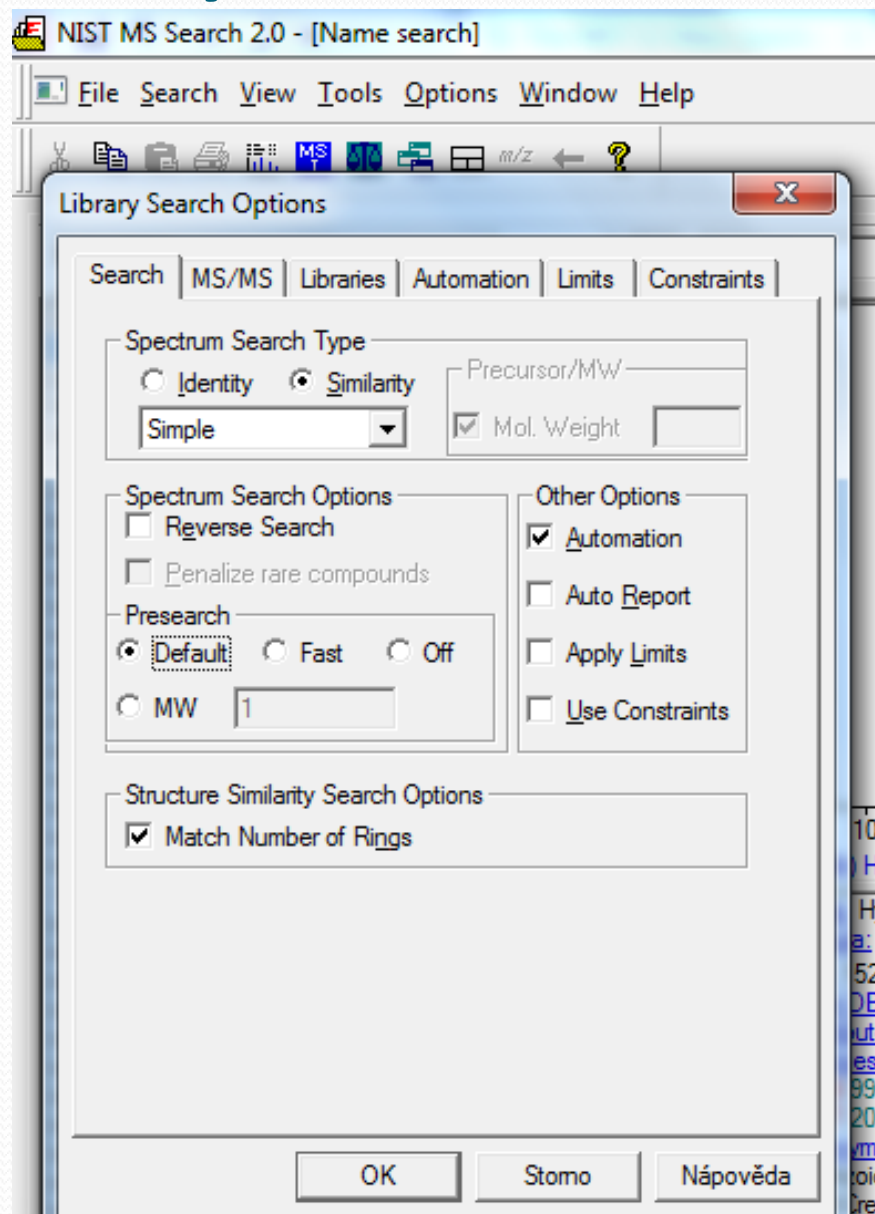 NIST MS Search 2.0 - [Name search]
File Search View Tools Options Window Help
MS
T
m/z
Library Search Options
Search MS/MS Libraries Automation Limits Constraints
Spectrum Search Type
Identity Similarity
Simple
Precursor/MW
Mol. Weight
Spectrum Search Options
Reverse Search
Penalize rare compounds
Presearch
Default Fast Off
MW 1
Other Options
Automation
Auto Report
Apply Limits
Use Constraints
Structure Similarity Search Options
Match Number of Rings
OK Storno Nápověda